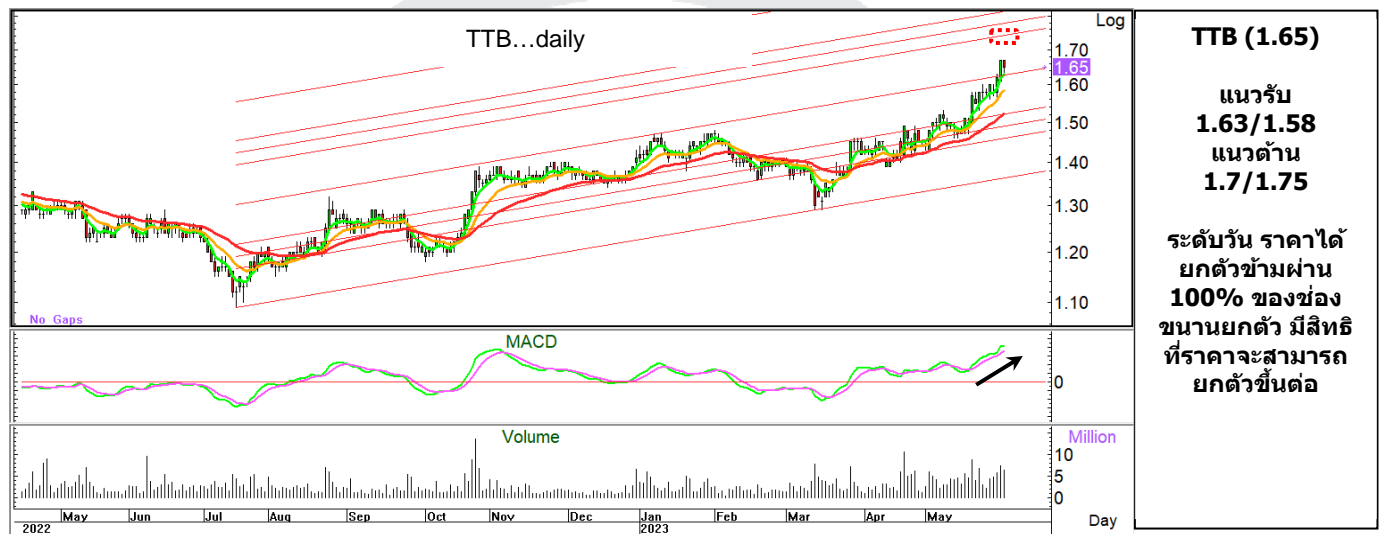 TTB...daily
Log
1.70
1.65
1.60
1.50
1.40
1.30
1.20
1.10
No Gaps
MACD
0
Volume
Million
10
5
0
May Jun Jul Aug Sep Oct Nov Dec Jan Feb Mar Apr May
2022 2023
Day
TTB (1.65)
แนวรับ
1.63/1.58
แนวต้าน
1.7/1.75
ระดับวัน ราคาได้
ยกตัวข้ามผ่าน
100% ของช่อง
ขนานยกตัว มีสิทธิ
ที่ราคาจะสามารถ
ยกตัวขึ้นต่อ